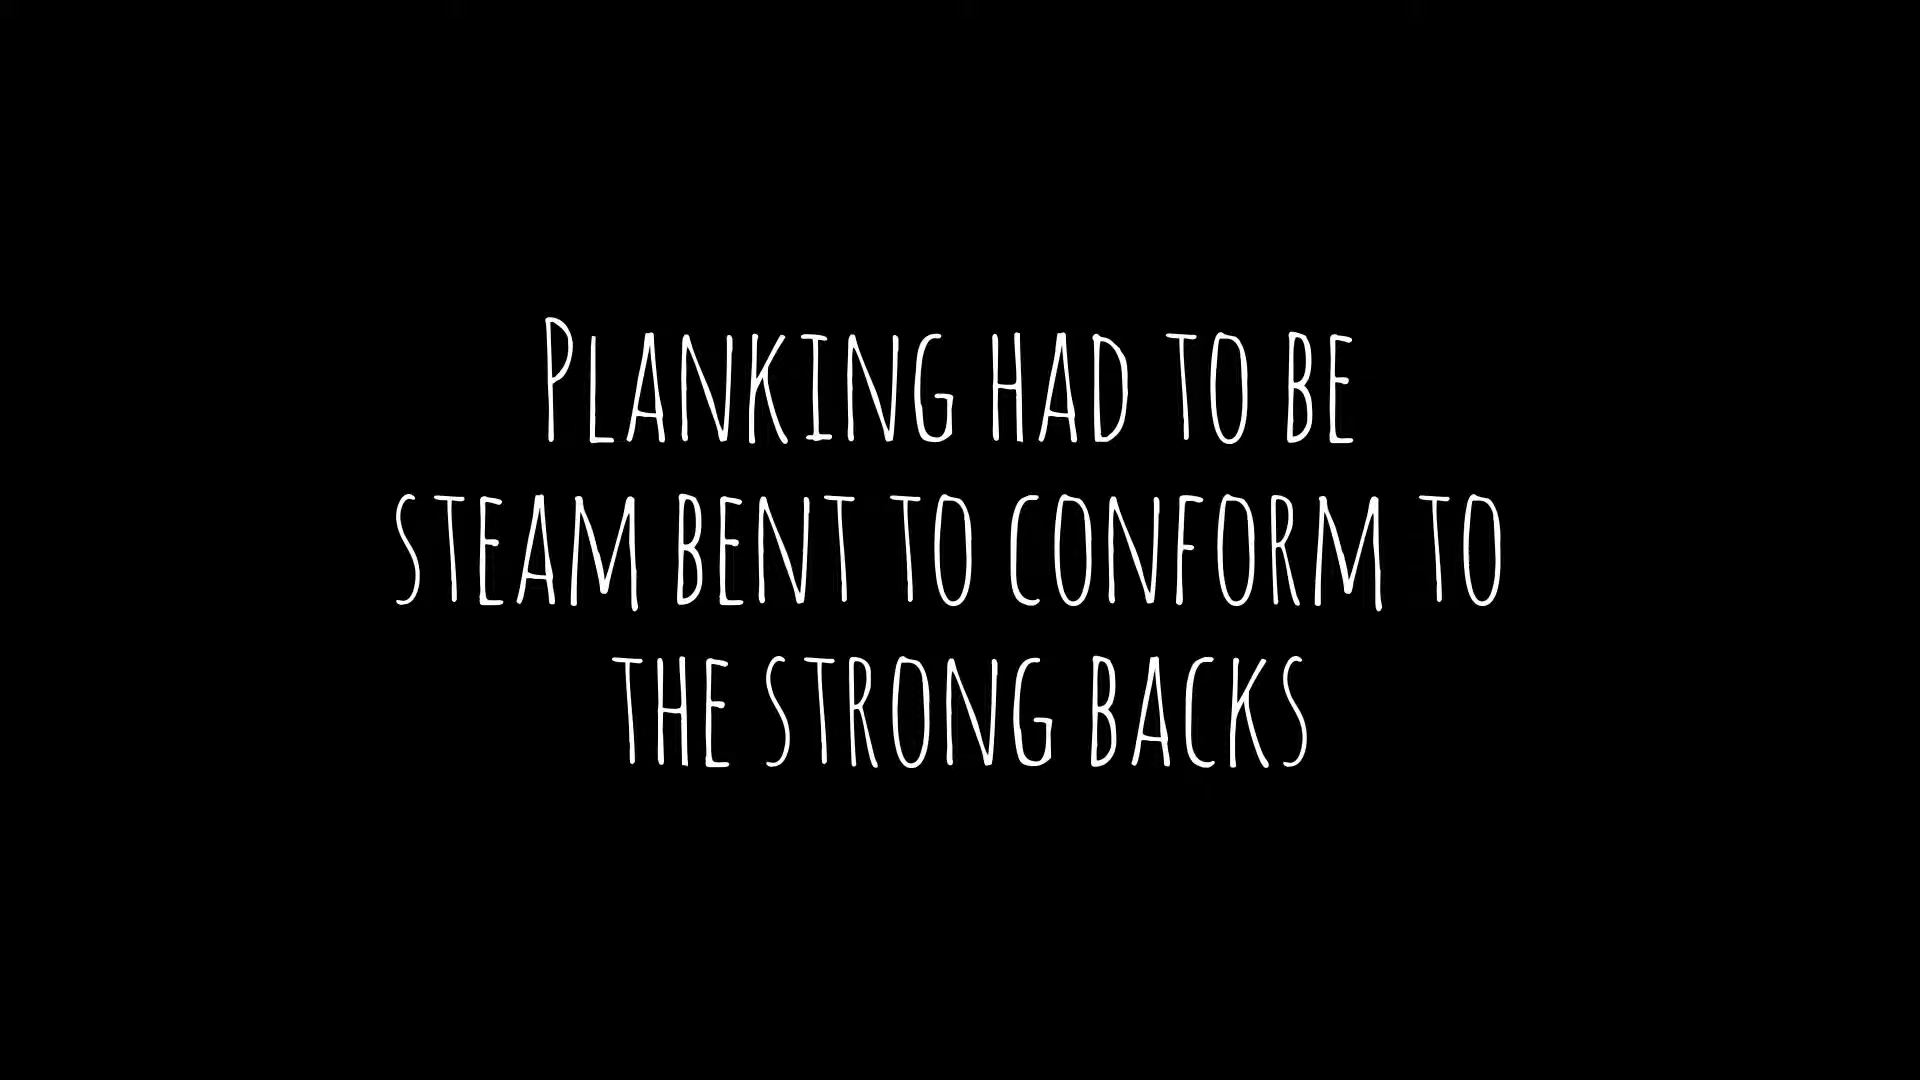 Planking had to be
steam bent to conform to
the strong backs